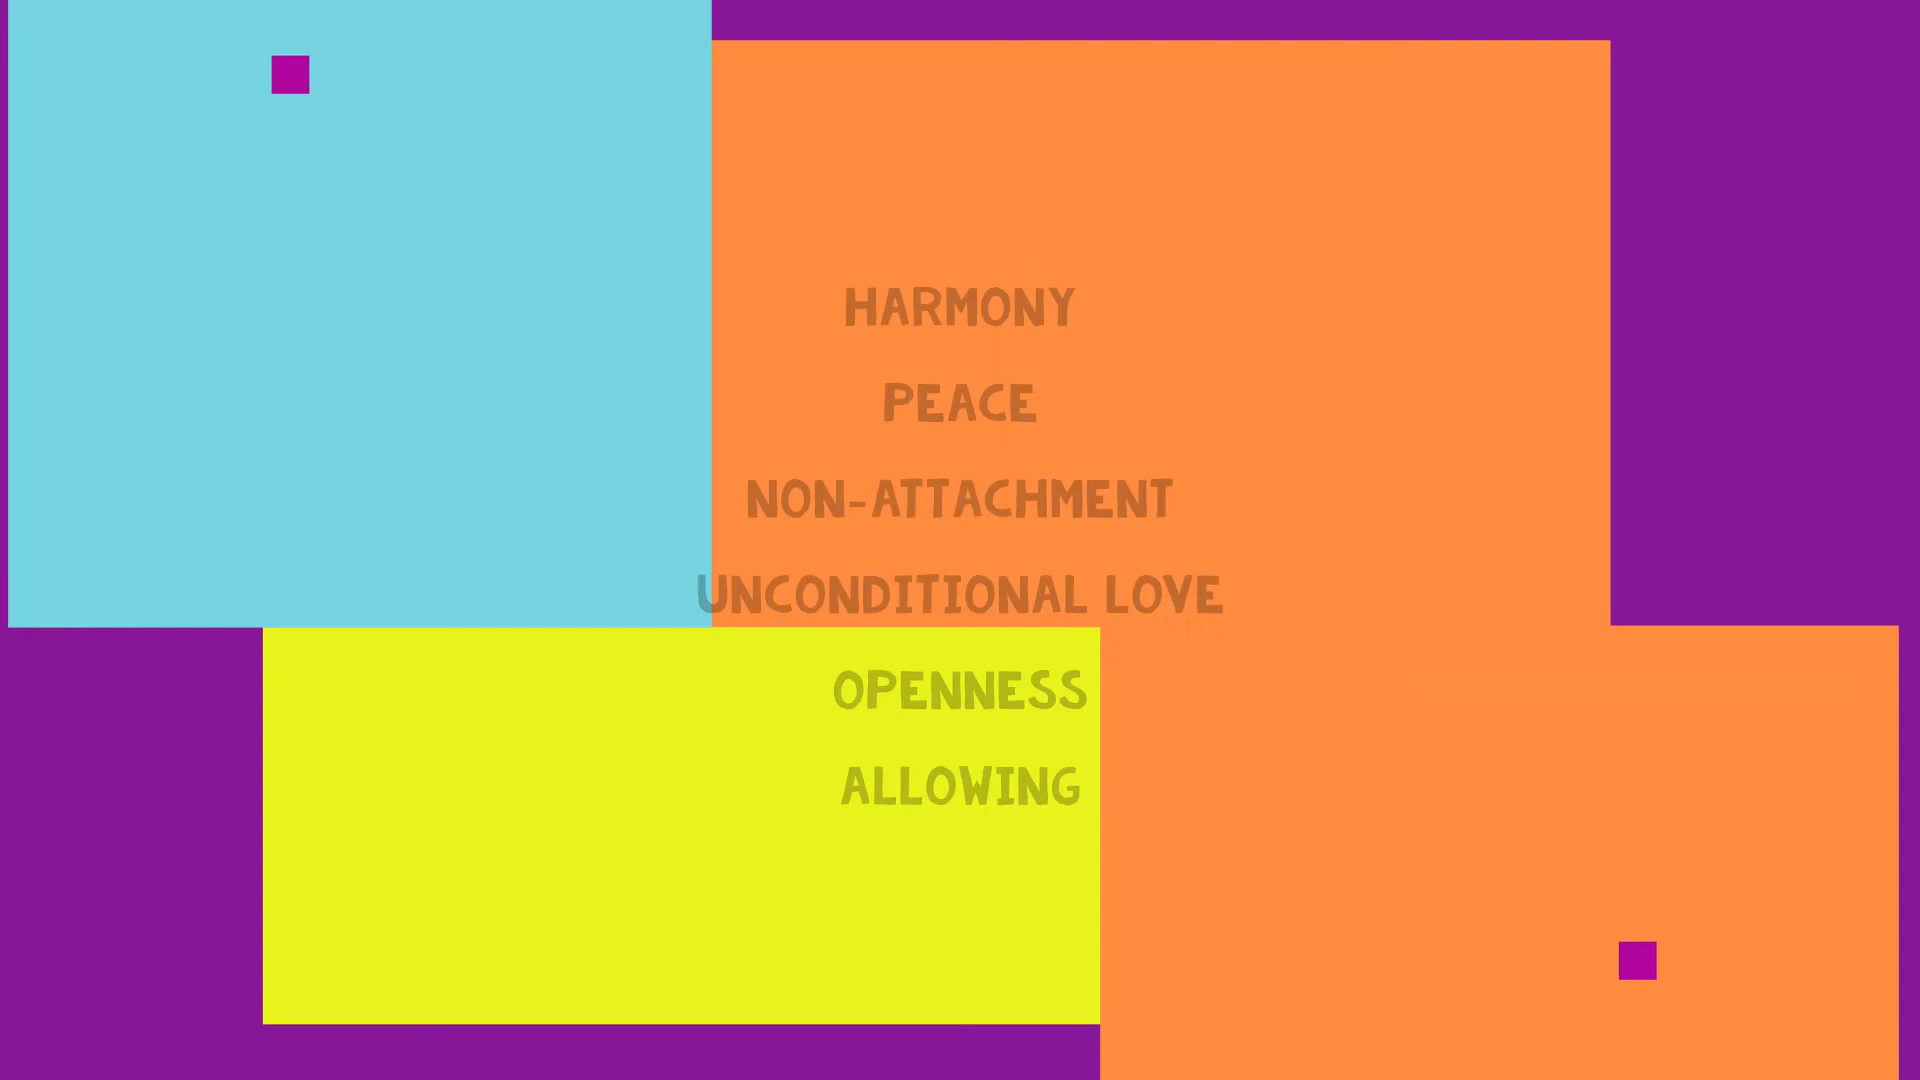 HARMONY
PEACE
NON-ATTACHMENT
UNCONDITIONAL LOVE
OPENNESS
ALLOWING